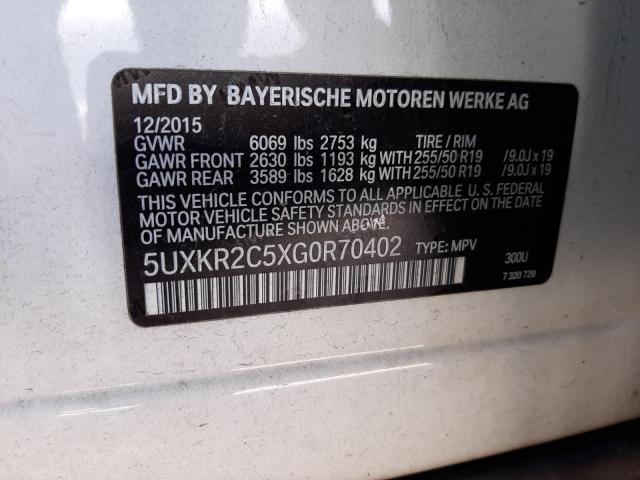 MFD BY BAYERISCHE MOTOREN WERKE AG
12/2015
GVWR 6069 lbs 2753 kg TIRE / RIM
GAWR FRONT 2630 lbs 1193 kg WITH 255/50 R19 /9.0J x 19
GAWR REAR 3589 lbs 1628 kg WITH 255/50 R19 /9.0J x 19
THIS VEHICLE CONFORMS TO ALL APPLICABLE U. S. FEDERAL
MOTOR VEHICLE SAFETY STANDARDS IN EFFECT ON THE DATE
OF MANUFACTURE SHOWN ABOVE.
5UXKR2C5XG0R70402 TYPE: MPV 300U
7 320 729